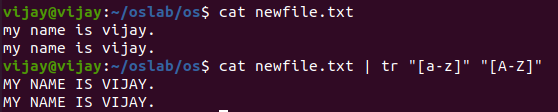 vijay@vijay:~/oslab/os$ cat newfile.txt
my name is vijay.
my name is vijay.
vijay@vijay:~/oslab/os$ cat newfile.txt | tr "[a-z]" "[A-Z]"
MY NAME IS VIJAY.
MY NAME IS VIJAY.